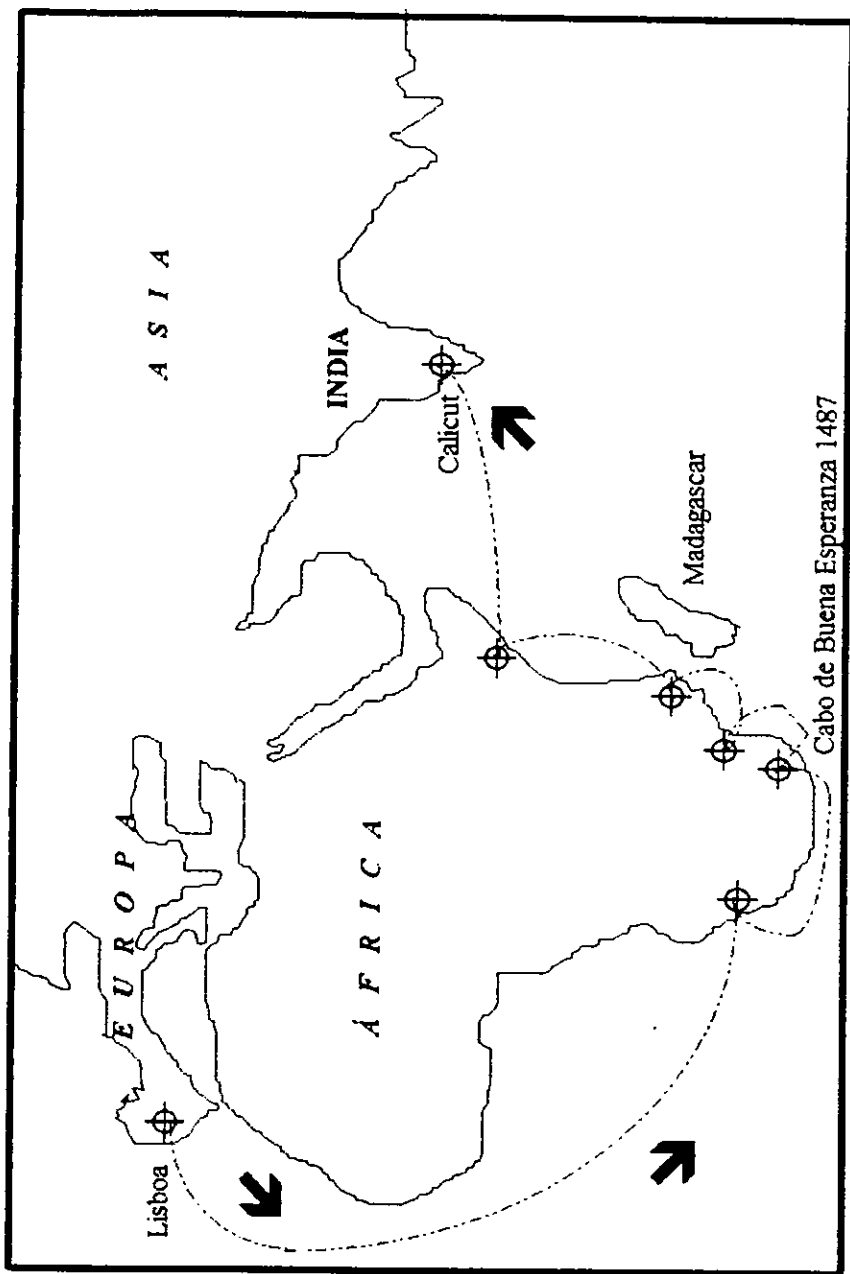 ASIA
EUROPA
INDIA
Lisboa
Calicut
ÁFRICA
Madagascar
Cabo de Buena Esperanza 1487